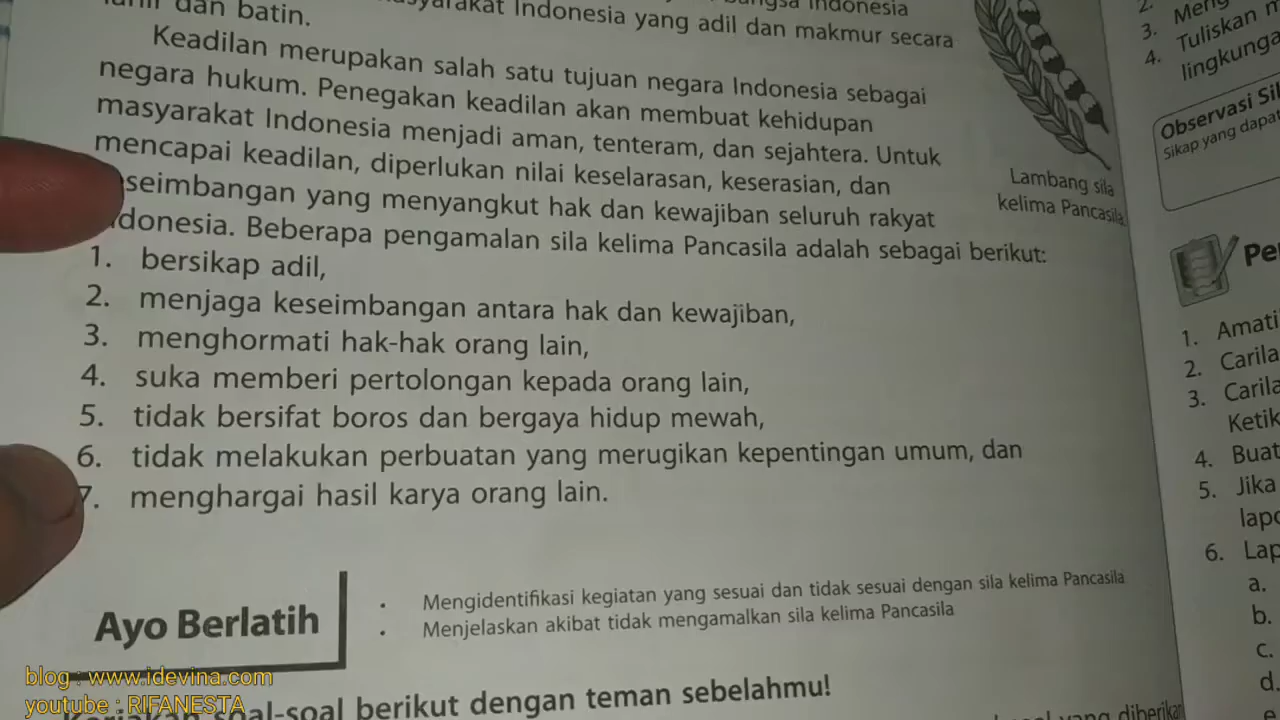 dan batin.
Indonesia yang adil dan makmur secara
Indonesia
Keadilan merupakan salah satu tujuan negara Indonesia sebagai
negara hukum. Penegakan keadilan akan membuat kehidupan
masyarakat Indonesia menjadi aman, tenteram, dan sejahtera. Untuk
mencapai keadilan, diperlukan nilai keselarasan, keserasian, dan
seimbangan yang menyangkut hak dan kewajiban seluruh rakyat
donesia. Beberapa pengamalan sila kelima Pancasila adalah sebagai berikut:
1. bersikap adil,
2. menjaga keseimbangan antara hak dan kewajiban,
3. menghormati hak-hak orang lain,
4. suka memberi pertolongan kepada orang lain,
5. tidak bersifat boros dan bergaya hidup mewah,
6. tidak melakukan perbuatan yang merugikan kepentingan umum, dan
7. menghargai hasil karya orang lain.
Lambang sila
kelima Pancasila
Ayo Berlatih
• Mengidentifikasi kegiatan yang sesuai dan tidak sesuai dengan sila kelima Pancasila
• Menjelaskan akibat tidak mengamalkan sila kelima Pancasila
soal-soal berikut dengan teman sebelahmu!
yang diberikan
2.
3. Meng
4. Tuliskan m
lingkunga
Observasi Sil
Sikap yang dapat
Pe
1. Amati
2. Carila
3. Carila
Ketik
4. Buat
5. Jika
lapo
6. Lap
a.
b.
c.
d.
e
blog : www.idevina.com
youtube : RIFANESTA